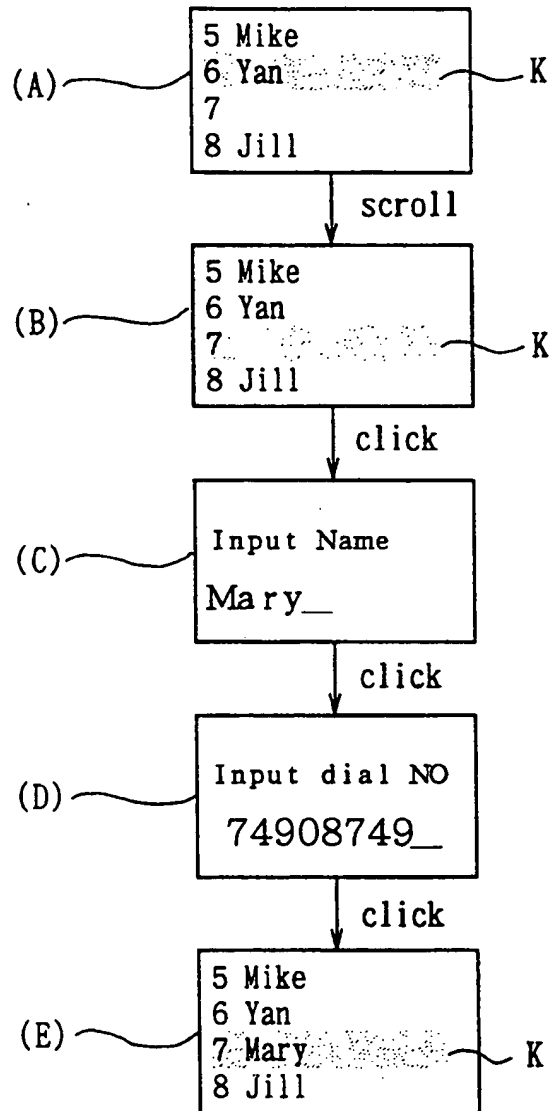 5 Mike
(A) 6 Yan K
7
8 Jill
scroll
5 Mike
(B) 6 Yan
7 K
8 Jill
click
Input Name
(C)
Mary_
click
Input dial NO
(D)
74908749_
click
5 Mike
6 Yan
(E) 7 Mary K
8 Jill